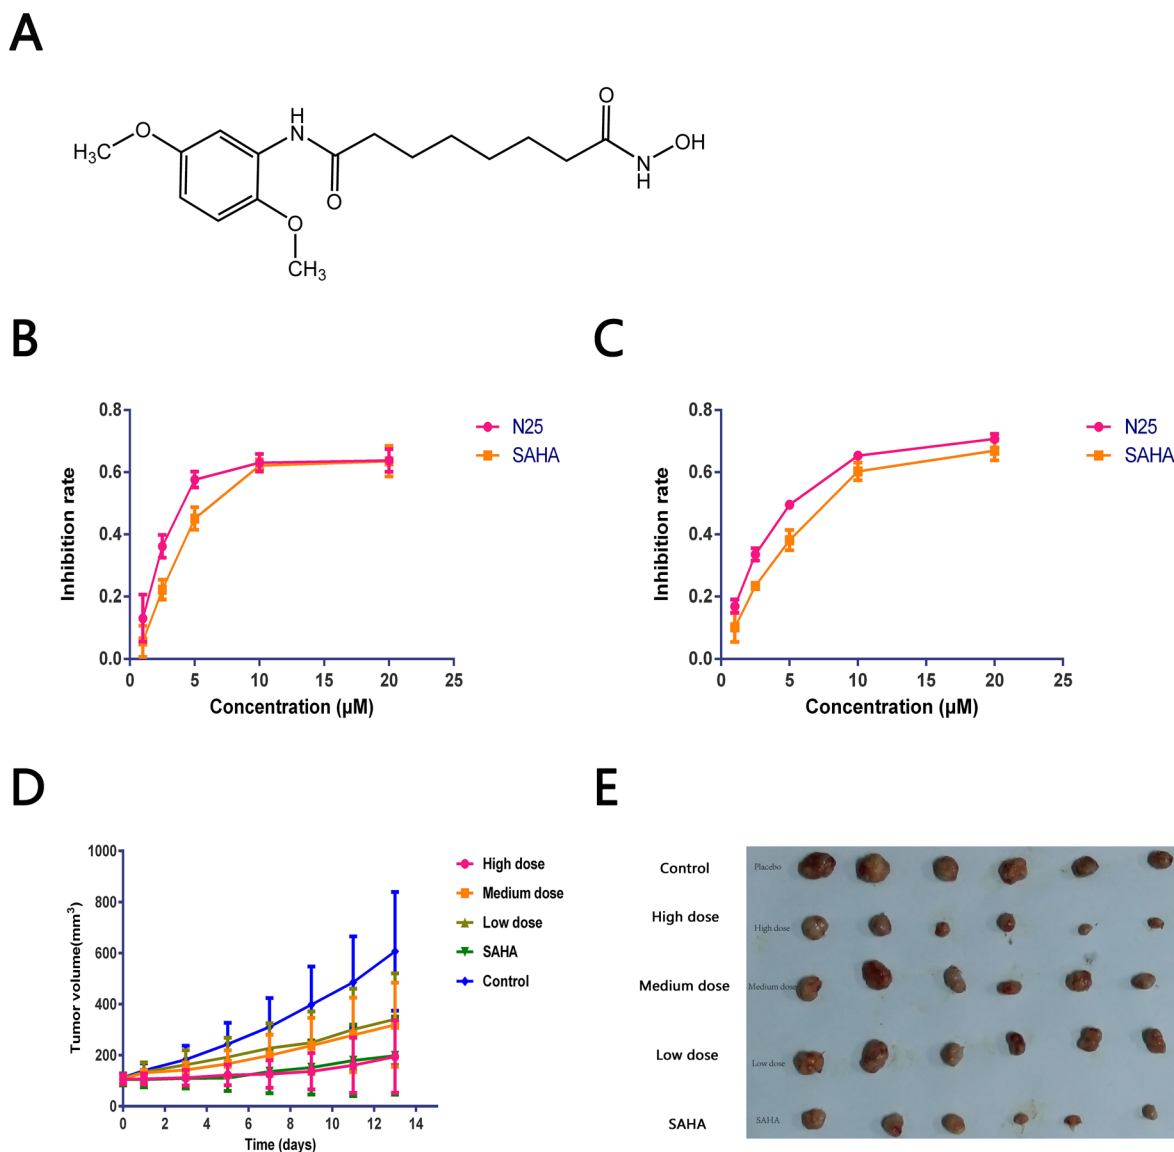 A
H₃C
O
H
N
O
O
CH₃
O
N
H
OH
B
0.8
0.6
0.4
0.2
0.0
0
5
10
15
20
25
Inhibition rate
Concentration (µM)
N25
SAHA
C
0.8
0.6
0.4
0.2
0.0
0
5
10
15
20
25
Inhibition rate
Concentration (µM)
N25
SAHA
D
1000
800
600
400
200
0
0
2
4
6
8
10
12
14
Tumor volume(mm³)
Time (days)
High dose
Medium dose
Low dose
SAHA
Control
E
Control
Placebo
High dose
High dose
Medium dose
Medium dose
Low dose
Low dose
SAHA
SAHA